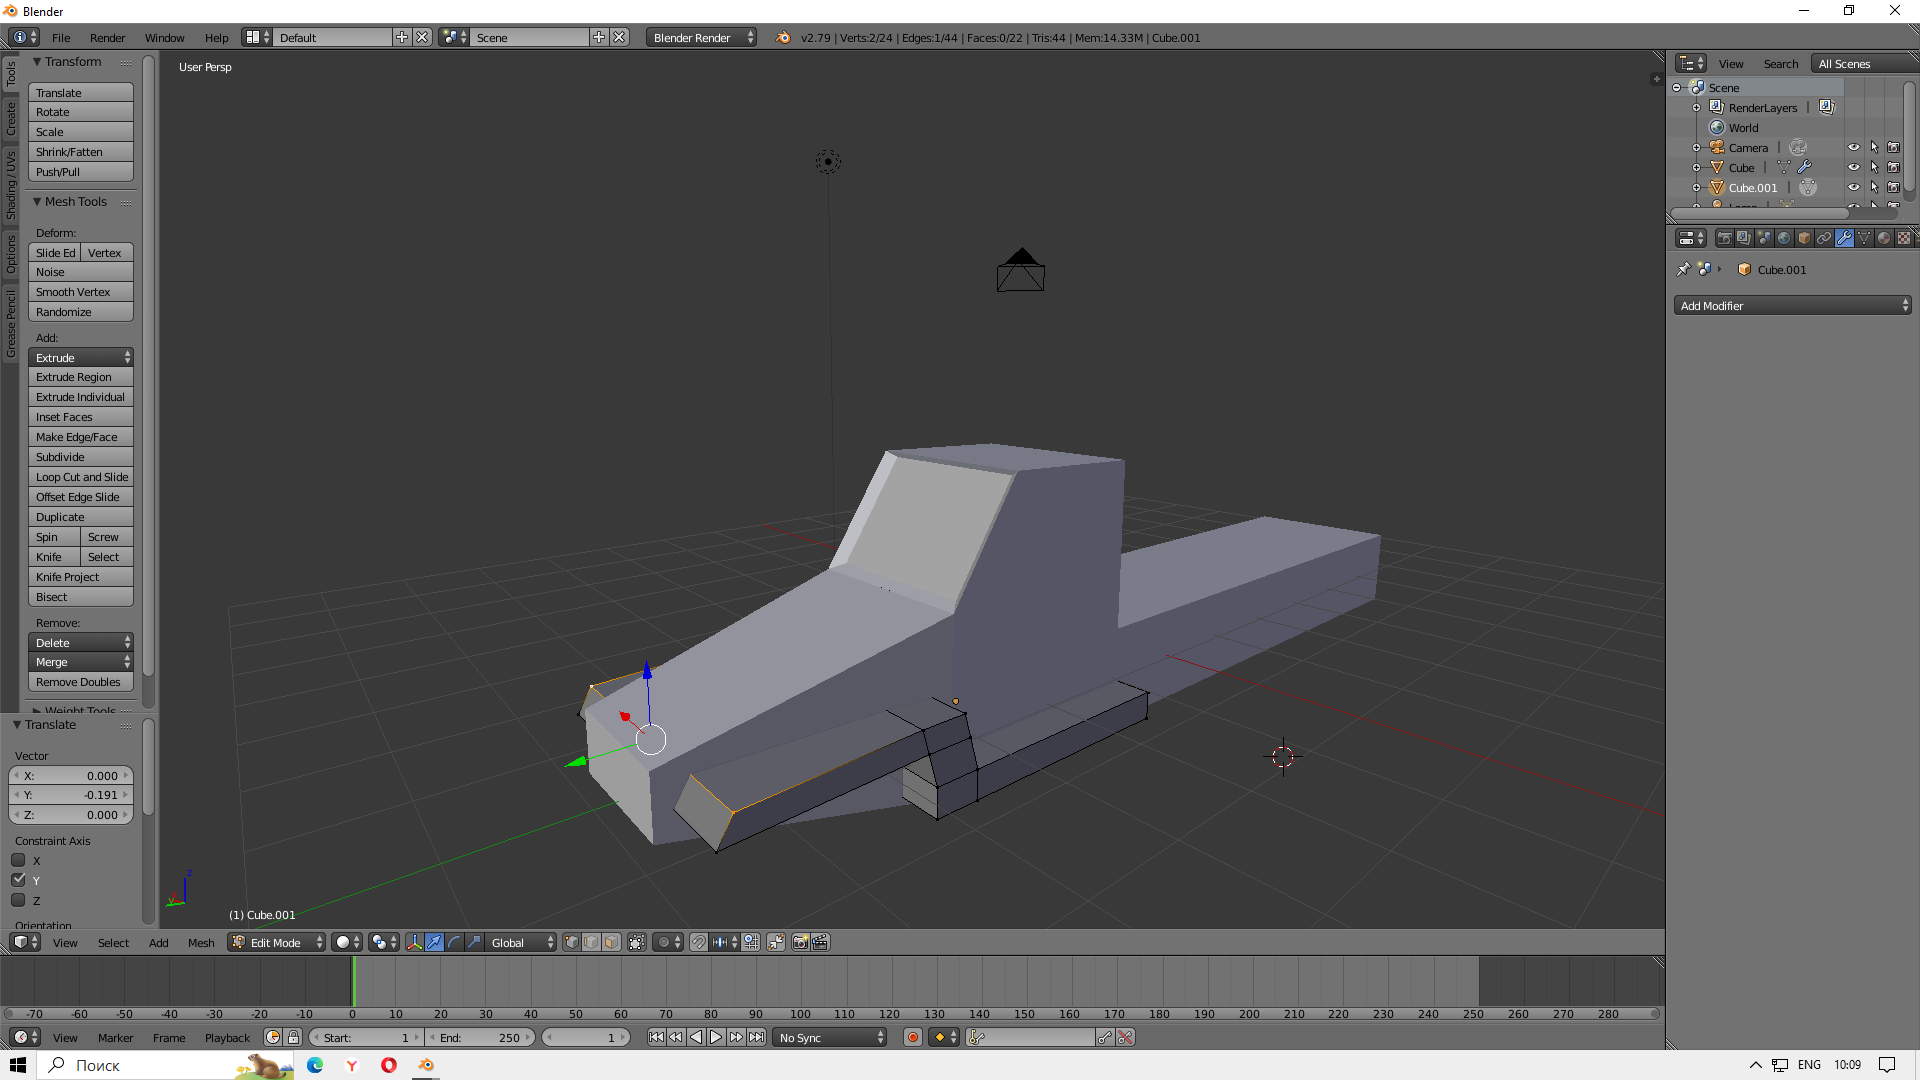 Blender
File Render Window Help Default Scene Blender Render v2.79 | Verts:2/24 | Edges:1/44 | Faces:0/22 | Tris:44 | Mem:14.33M | Cube.001
Tools
Create
Shading / UVs
Options
Grease Pencil
Transform
Translate
Rotate
Scale
Shrink/Fatten
Push/Pull
Mesh Tools
Deform:
Slide Ed Vertex
Noise
Smooth Vertex
Randomize
Add:
Extrude
Extrude Region
Extrude Individual
Inset Faces
Make Edge/Face
Subdivide
Loop Cut and Slide
Offset Edge Slide
Duplicate
Spin Screw
Knife Select
Knife Project
Bisect
Remove:
Delete
Merge
Remove Doubles
Weight Tools
Translate
Vector
X: 0.000
Y: -0.191
Z: 0.000
Constraint Axis
X
Y
Z
Orientation
User Persp
z
(1) Cube.001
View Select Add Mesh Edit Mode Global
View Search All Scenes
Scene
RenderLayers
World
Camera
Cube
Cube.001
Lamp
Cube.001
Add Modifier
-70 -60 -50 -40 -30 -20 -10 0 10 20 30 40 50 60 70 80 90 100 110 120 130 140 150 160 170 180 190 200 210 220 230 240 250 260 270 280
View Marker Frame Playback Start: 1 End: 250 1 No Sync
Поиск ENG 10:09